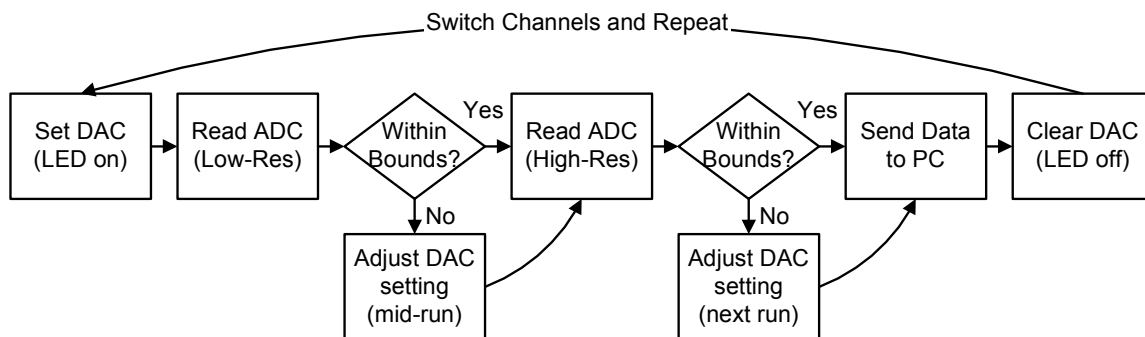 Switch Channels and Repeat
Set DAC
(LED on)
Read ADC
(Low-Res)
Within
Bounds?
Yes
No
Adjust DAC
setting
(mid-run)
Read ADC
(High-Res)
Within
Bounds?
Yes
No
Adjust DAC
setting
(next run)
Send Data
to PC
Clear DAC
(LED off)